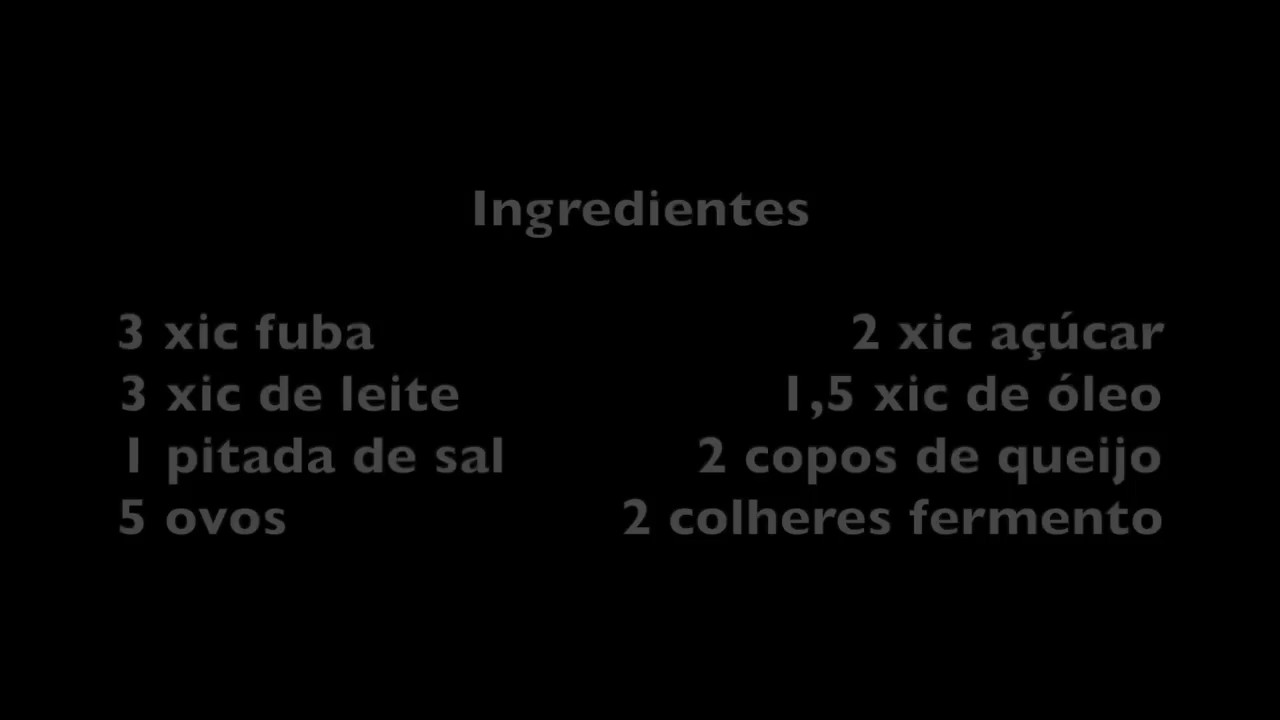 Ingredientes
3 xic fuba
3 xic de leite
1 pitada de sal
5 ovos
2 xic açúcar
1,5 xic de óleo
2 copos de queijo
2 colheres fermento